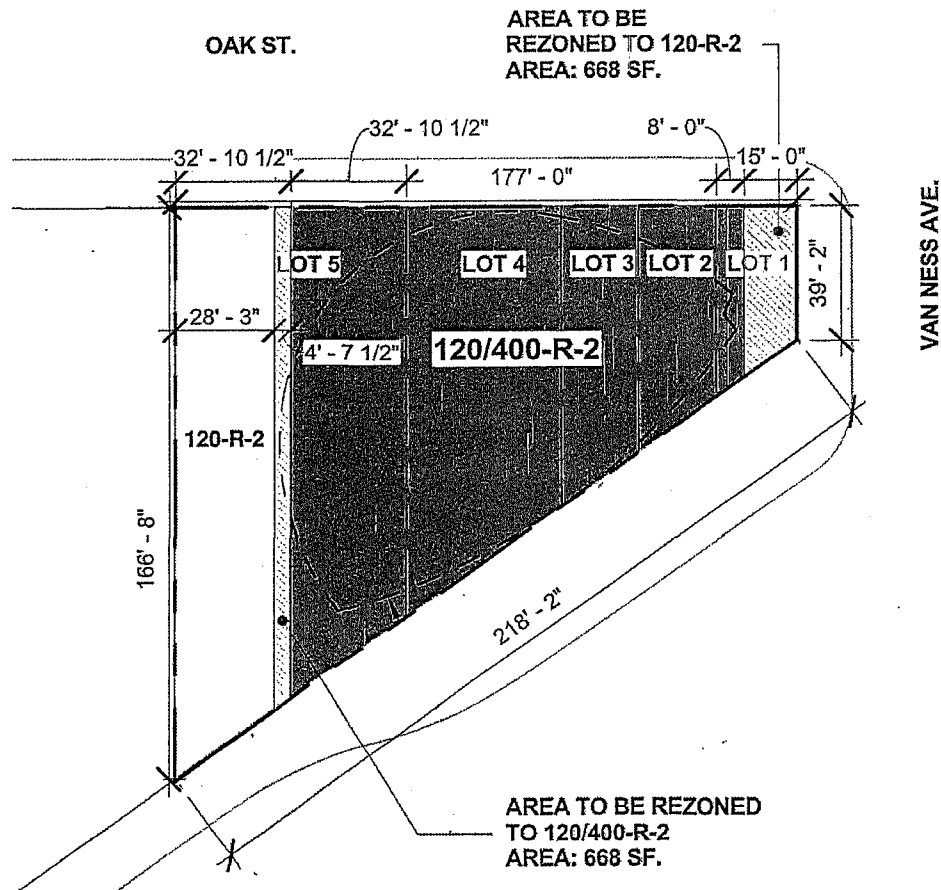 AREA TO BE
REZONED TO 120-R-2
AREA: 668 SF.
OAK ST.
32' - 10 1/2"
8' - 0"
32' - 10 1/2"
177' - 0"
15' - 0"
VAN NESS AVE.
LOT 5
LOT 4
LOT 3
LOT 2
LOT 1
39' - 2"
28' - 3"
4' - 7 1/2"
120/400-R-2
120-R-2
166' - 8"
218' - 2"
AREA TO BE REZONED
TO 120/400-R-2
AREA: 668 SF.